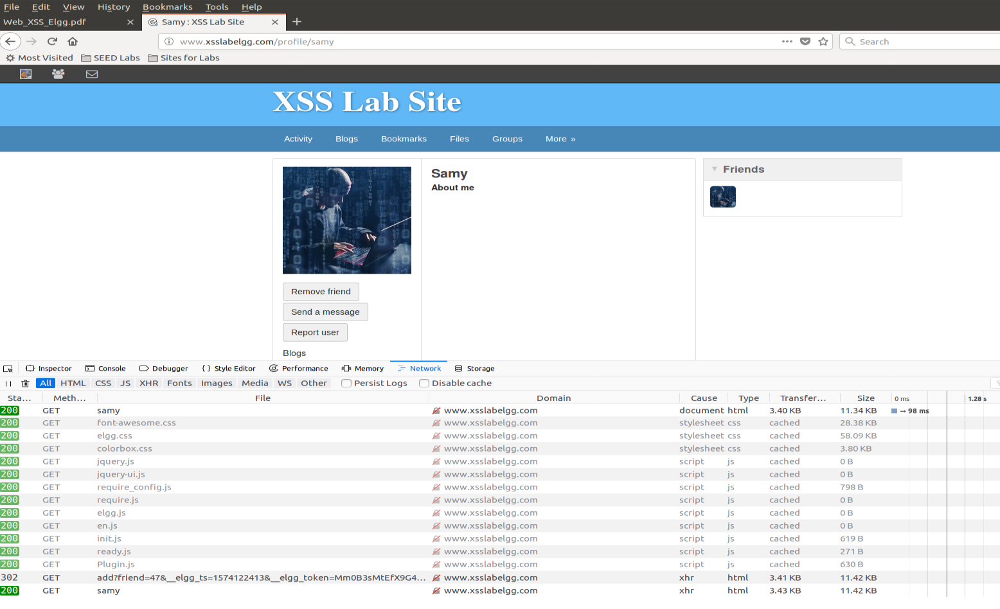 File Edit View History Bookmarks Tools Help
Web_XSS_Elgg.pdf Samy : XSS Lab Site
www.xsslabelgg.com/profile/samy Search
Most Visited SEED Labs Sites for Labs
XSS Lab Site
Activity Blogs Bookmarks Files Groups More »
Samy
About me
Friends
Remove friend
Send a message
Report user
Blogs
Inspector Console Debugger Style Editor Performance Memory Network Storage
All HTML CSS JS XHR Fonts Images Media WS Other Persist Logs Disable cache
Sta... Meth... File Domain Cause Type Transfer... Size 0 ms 1.28 s
200 GET samy www.xsslabelgg.com document html 3.40 KB 11.34 KB → 98 ms
200 GET font-awesome.css www.xsslabelgg.com stylesheet css cached 28.38 KB
200 GET elgg.css www.xsslabelgg.com stylesheet css cached 58.09 KB
200 GET colorbox.css www.xsslabelgg.com stylesheet css cached 3.80 KB
200 GET jquery.js www.xsslabelgg.com script js cached 0 B
200 GET jquery-ui.js www.xsslabelgg.com script js cached 0 B
200 GET require_config.js www.xsslabelgg.com script js cached 798 B
200 GET require.js www.xsslabelgg.com script js cached 0 B
200 GET elgg.js www.xsslabelgg.com script js cached 0 B
200 GET en.js www.xsslabelgg.com script js cached 0 B
200 GET init.js www.xsslabelgg.com script js cached 619 B
200 GET ready.js www.xsslabelgg.com script js cached 271 B
200 GET Plugin.js www.xsslabelgg.com script js cached 630 B
302 GET add?friend=47&__elgg_ts=1574122413&__elgg_token=Mm0B3sMtEfX9G4... www.xsslabelgg.com xhr html 3.41 KB 11.42 KB
200 GET samy www.xsslabelgg.com xhr html 3.43 KB 11.42 KB